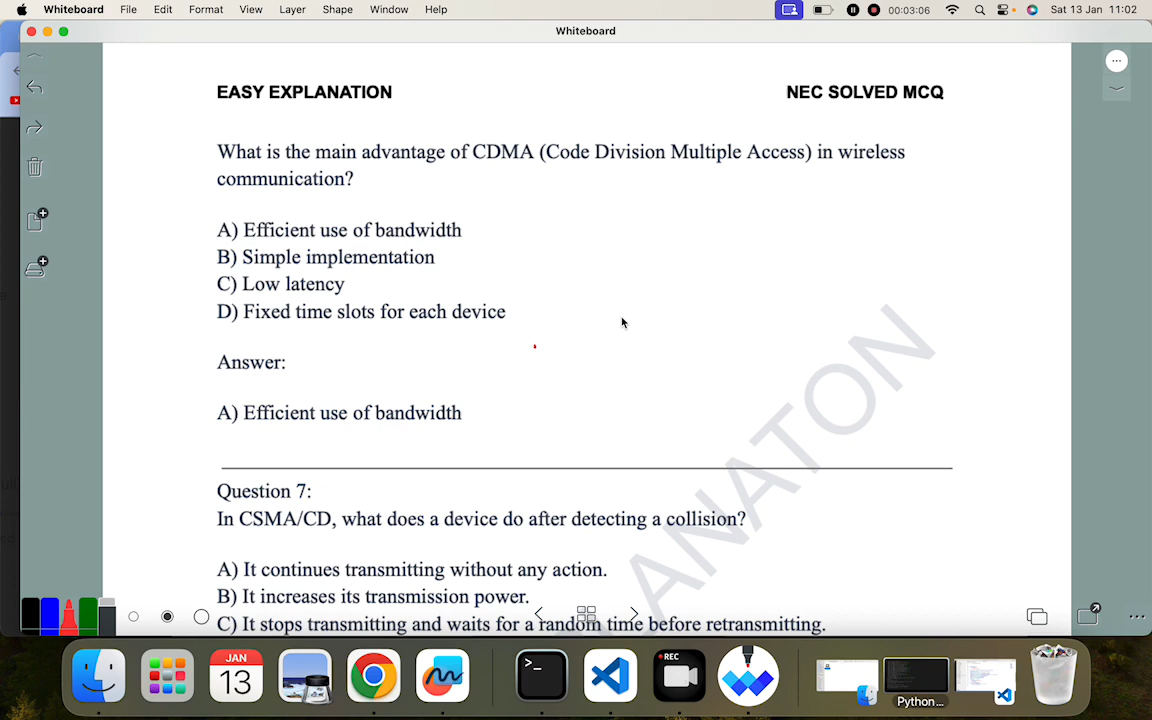 Whiteboard File Edit Format View Layer Shape Window Help 00:03:06 Sat 13 Jan 11:02
Whiteboard
EASY EXPLANATION NEC SOLVED MCQ
What is the main advantage of CDMA (Code Division Multiple Access) in wireless
communication?
A) Efficient use of bandwidth
B) Simple implementation
C) Low latency
D) Fixed time slots for each device
Answer:
A) Efficient use of bandwidth
ANATON
Question 7:
In CSMA/CD, what does a device do after detecting a collision?
A) It continues transmitting without any action.
B) It increases its transmission power.
C) It stops transmitting and waits for a random time before retransmitting.
JAN
13
REC
Python...